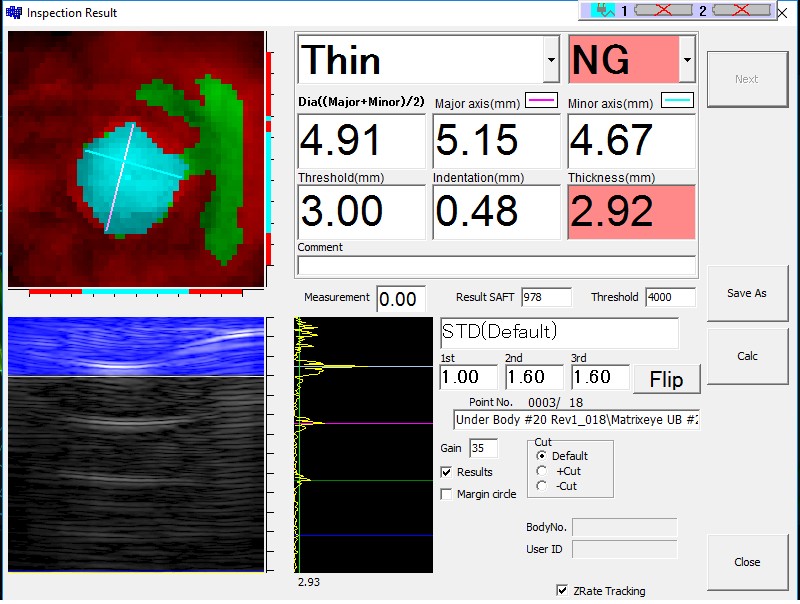 Inspection Result
1 2
Thin NG
Next
Dia((Major+Minor)/2) Major axis(mm) Minor axis(mm)
4.91 5.15 4.67
Threshold(mm) Indentation(mm) Thickness(mm)
3.00 0.48 2.92
Comment
Measurement 0.00 Result SAFT 978 Threshold 4000
Save As
STD(Default)
1st 2nd 3rd
1.00 1.60 1.60 Flip
Calc
Point No. 0003/ 18
Under Body #20 Rev1_018\Matrixeye UB #2
Gain 35
Cut
Default
+Cut
-Cut
Results
Margin circle
BodyNo.
User ID
Close
2.93
ZRate Tracking